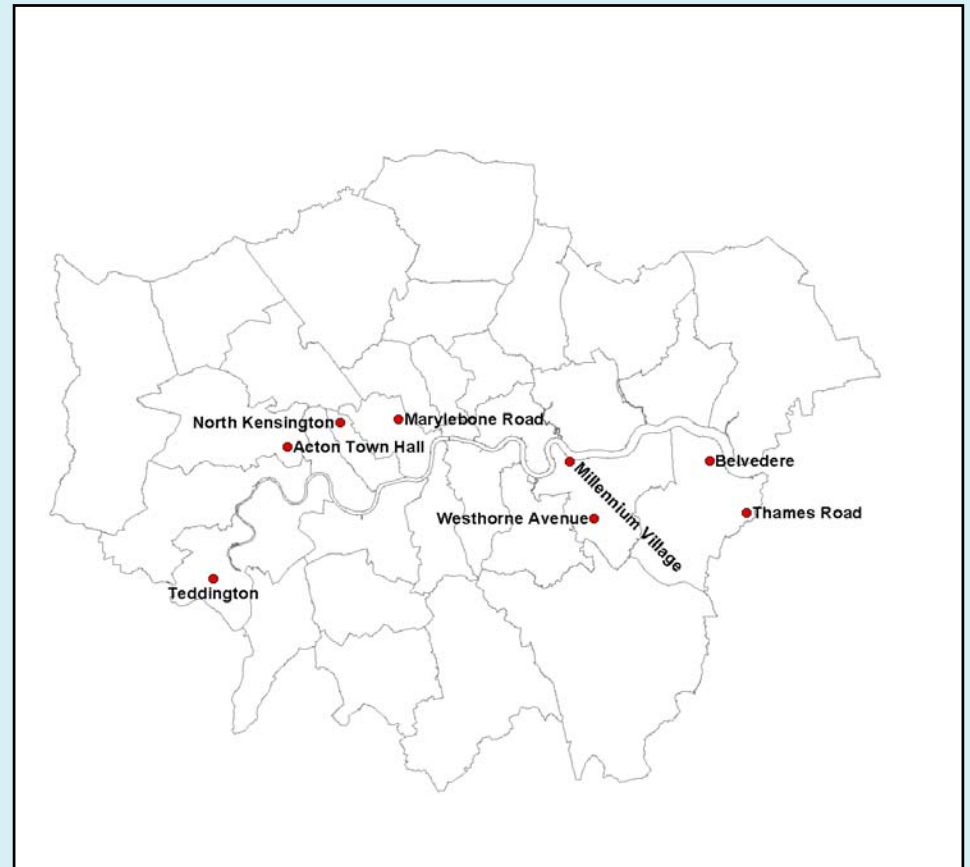 North Kensington
Marylebone Road
Acton Town Hall
Belvedere
Millennium Village
Thames Road
Westhorne Avenue
Teddington